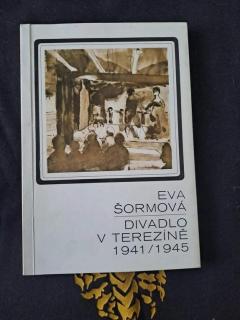 EVA
ŠORMOVÁ
DIVADLO
V TEREZÍNĚ
1941/1945